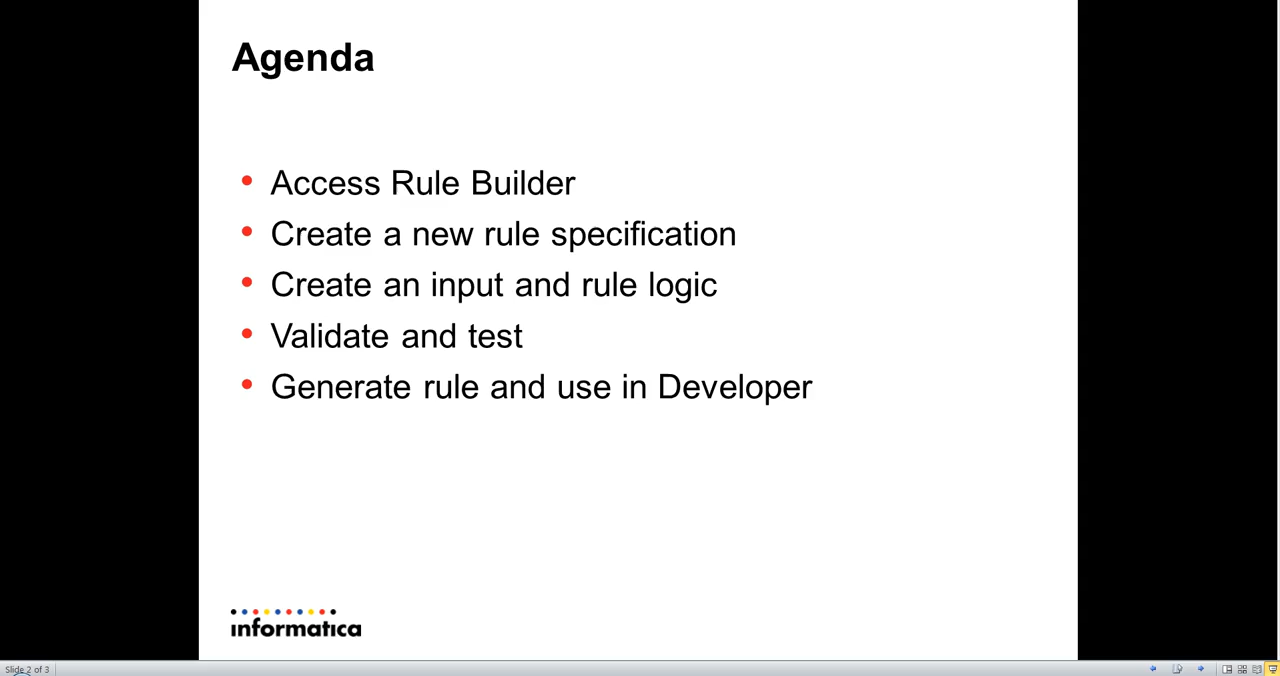 Agenda
• Access Rule Builder
• Create a new rule specification
• Create an input and rule logic
• Validate and test
• Generate rule and use in Developer
informatica
Slide 2 of 3